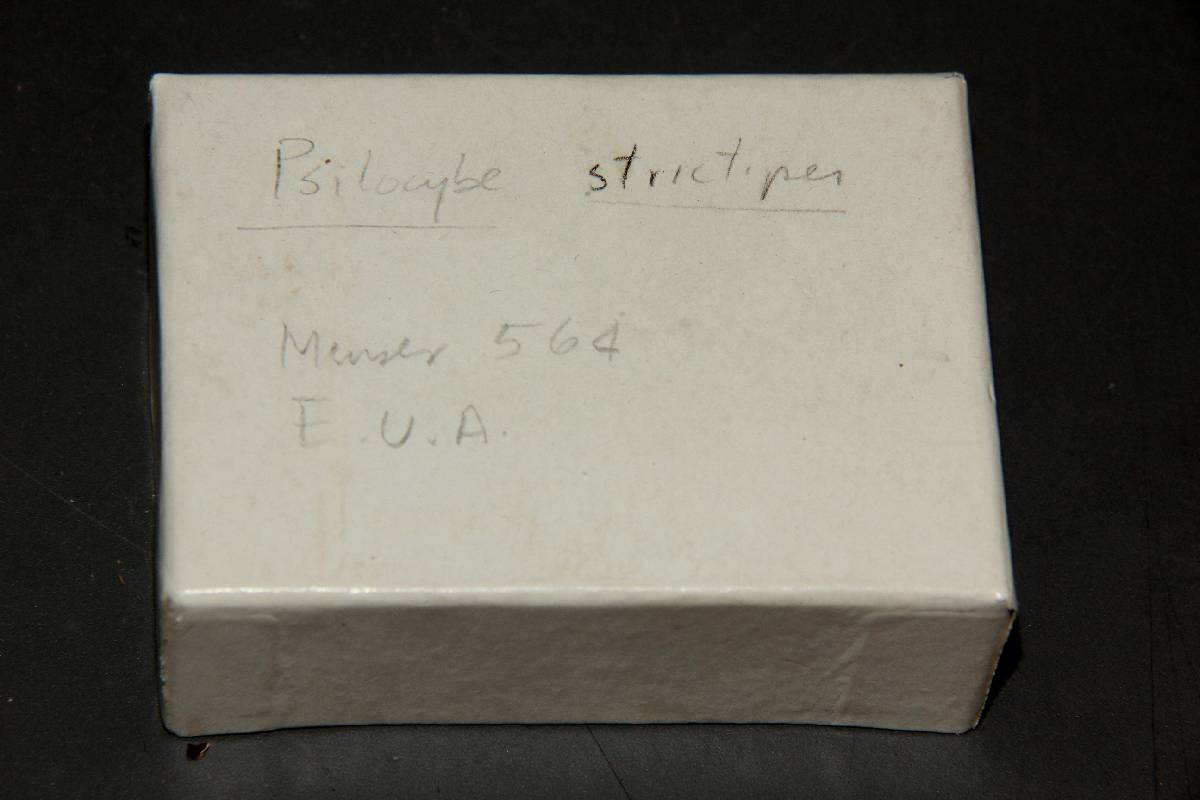 Psilocybe strictipes
Menser 564
E.U.A.